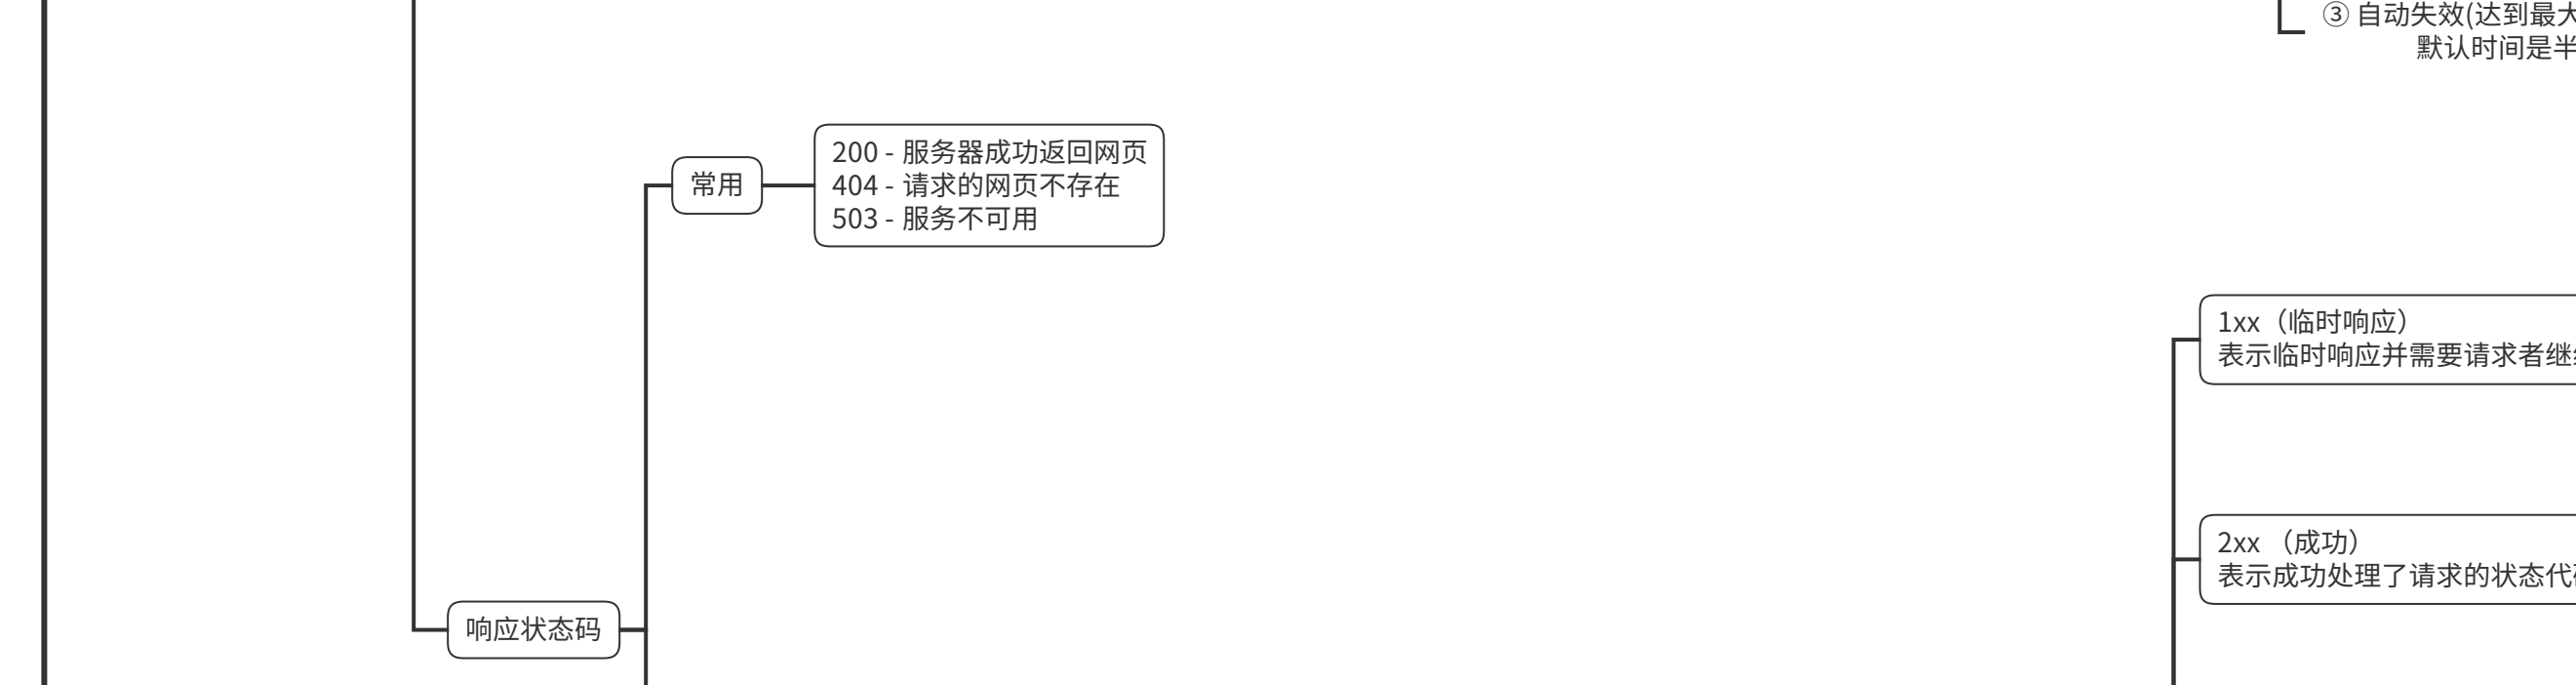 ③ 自动失效(达到最大
默认时间是半
200 - 服务器成功返回网页
404 - 请求的网页不存在
503 - 服务不可用
常用
1xx（临时响应）
表示临时响应并需要请求者继
2xx （成功）
表示成功处理了请求的状态代
响应状态码